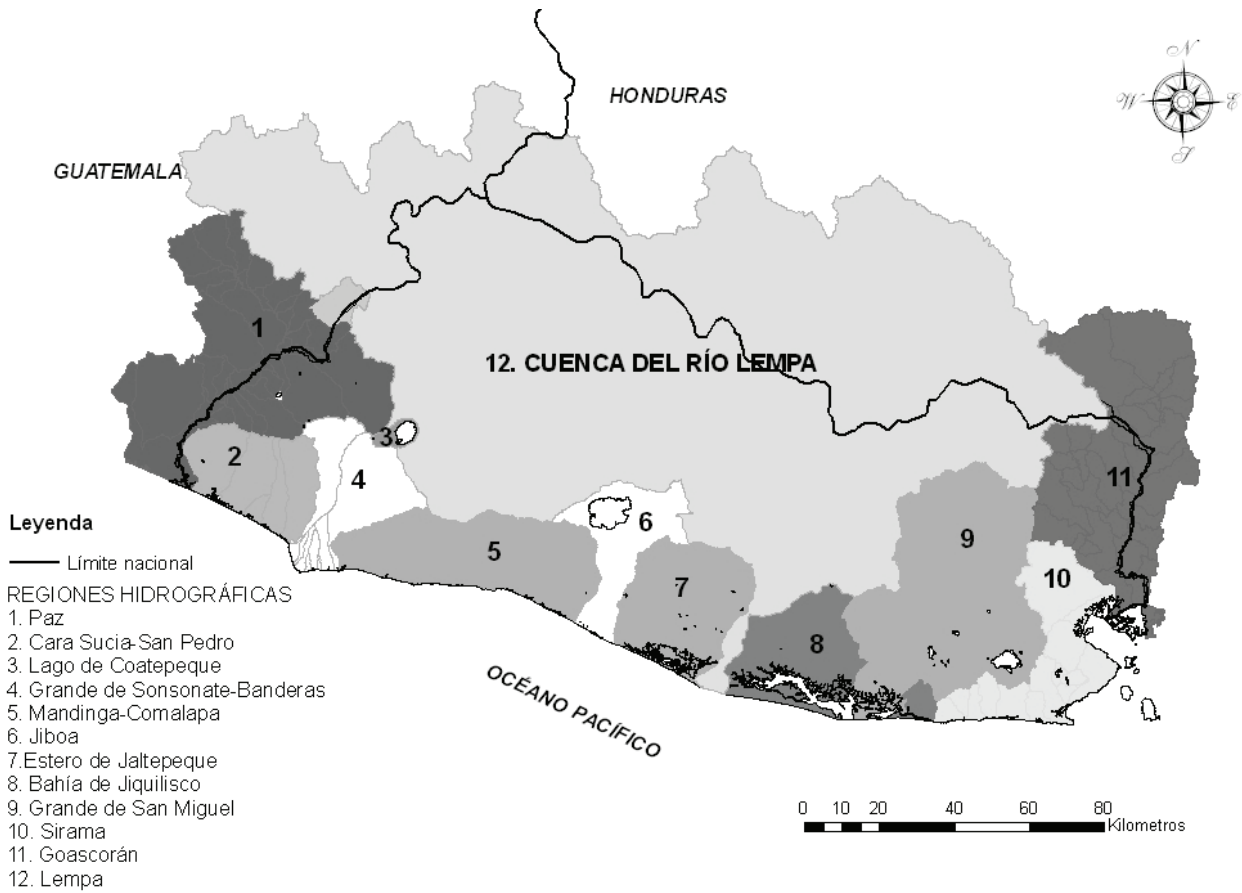 HONDURAS
N
W
E
S
GUATEMALA
1
12. CUENCA DEL RÍO LEMPA
3
2
4
11
6
9
5
10
7
8
OCÉANO PACÍFICO
Leyenda
Límite nacional
REGIONES HIDROGRÁFICAS
1. Paz
2. Cara Sucia-San Pedro
3. Lago de Coatepeque
4. Grande de Sonsonate-Banderas
5. Mandinga-Comalapa
6. Jiboa
7.Estero de Jaltepeque
8. Bahía de Jiquilisco
9. Grande de San Miguel
10. Sirama
11. Goascorán
12. Lempa
0 10 20 40 60 80
Kilometros